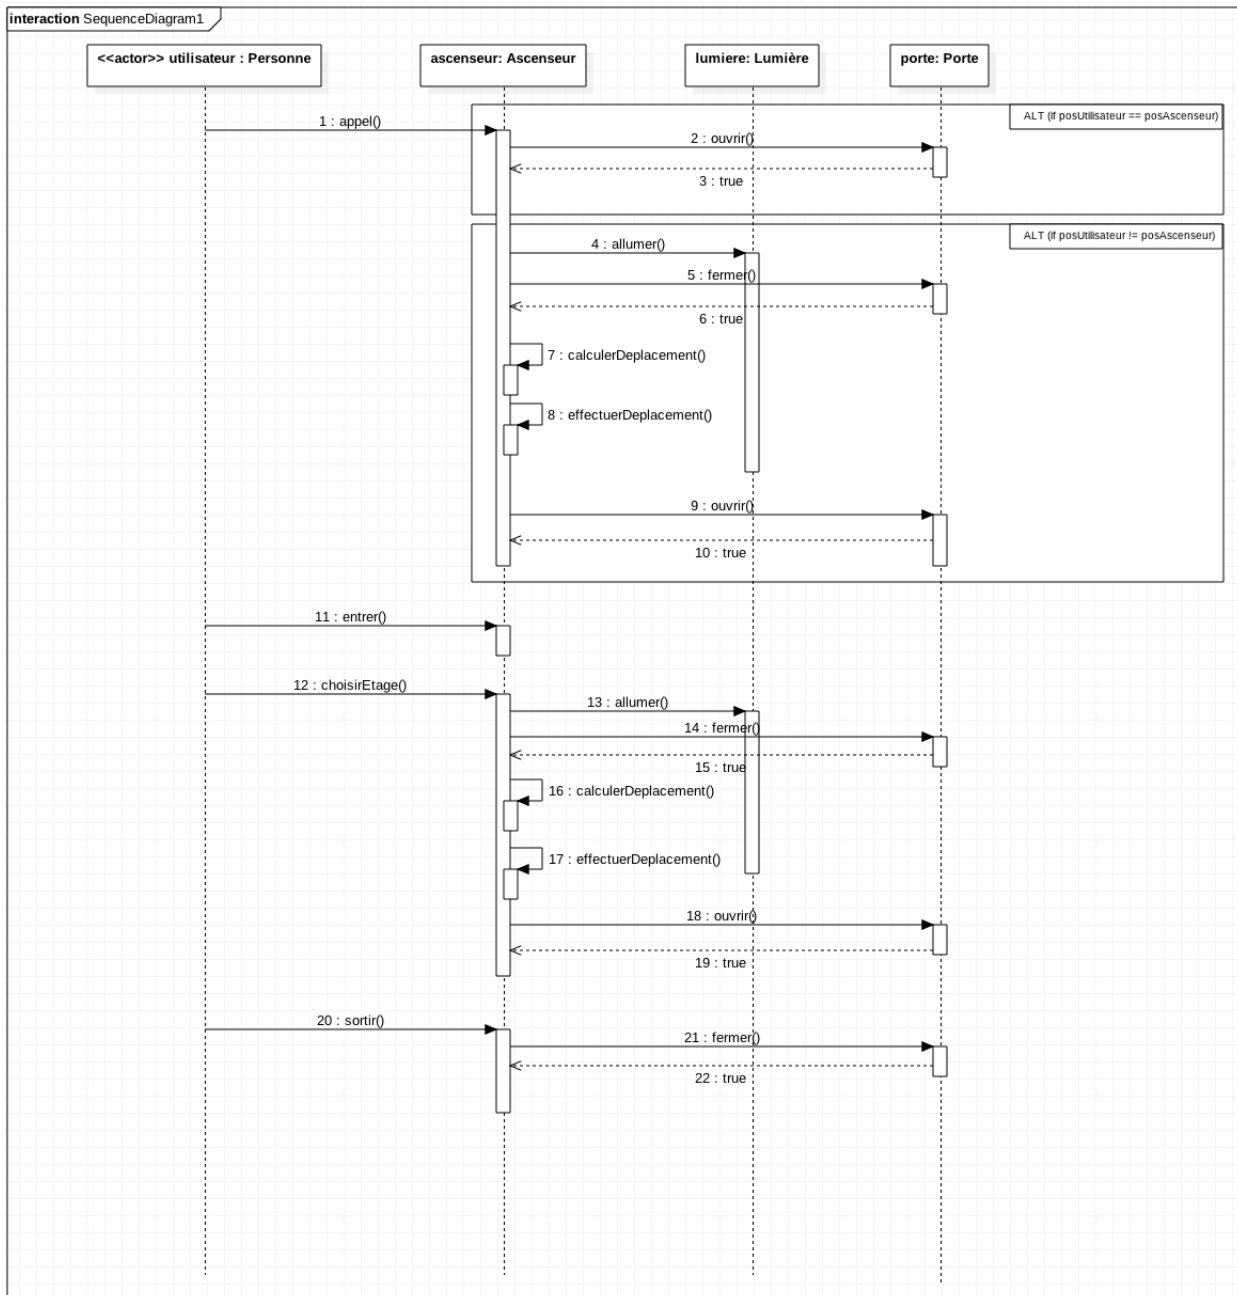 interaction SequenceDiagram1
<<actor>> utilisateur : Personne
ascenseur: Ascenseur
lumiere: Lumière
porte: Porte
ALT (if posUtilisateur == posAscenseur)
1 : appel()
2 : ouvrir()
3 : true
ALT (if posUtilisateur != posAscenseur)
4 : allumer()
5 : fermer()
6 : true
7 : calculerDeplacement()
8 : effectuerDeplacement()
9 : ouvrir()
10 : true
11 : entrer()
12 : choisirEtage()
13 : allumer()
14 : fermer()
15 : true
16 : calculerDeplacement()
17 : effectuerDeplacement()
18 : ouvrir()
19 : true
20 : sortir()
21 : fermer()
22 : true